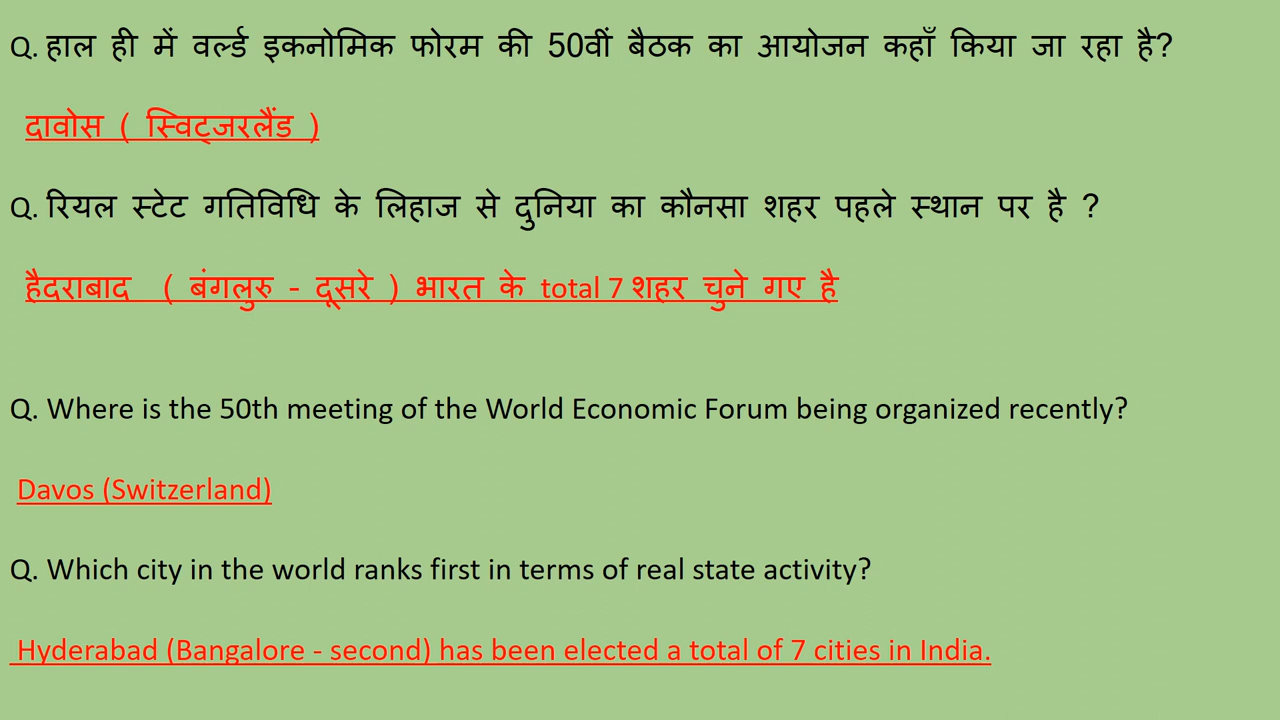 Q. हाल ही में वर्ल्ड इकनोमिक फोरम की 50वीं बैठक का आयोजन कहाँ किया जा रहा है?
दावोस ( स्विट्जरलैंड )
Q. रियल स्टेट गतिविधि के लिहाज से दुनिया का कौनसा शहर पहले स्थान पर है ?
हैदराबाद ( बंगलुरु - दूसरे ) भारत के total 7 शहर चुने गए है
Q. Where is the 50th meeting of the World Economic Forum being organized recently?
Davos (Switzerland)
Q. Which city in the world ranks first in terms of real state activity?
Hyderabad (Bangalore - second) has been elected a total of 7 cities in India.